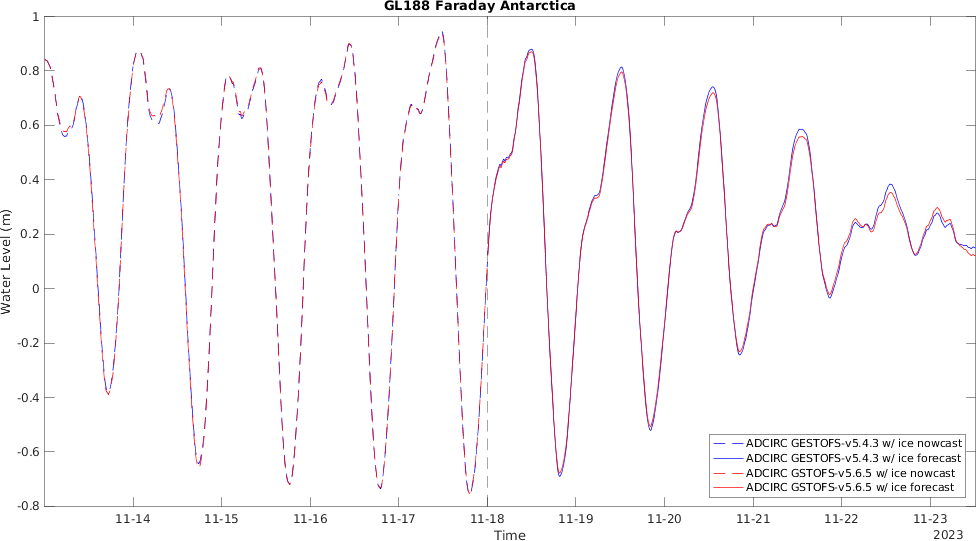 GL188 Faraday Antarctica
1
0.8
0.6
0.4
0.2
0
-0.2
-0.4
-0.6
-0.8
Water Level (m)
11-14 11-15 11-16 11-17 11-18 11-19 11-20 11-21 11-22 11-23
Time
2023
ADCIRC GESTOFS-v5.4.3 w/ ice nowcast
ADCIRC GESTOFS-v5.4.3 w/ ice forecast
ADCIRC GSTOFS-v5.6.5 w/ ice nowcast
ADCIRC GSTOFS-v5.6.5 w/ ice forecast